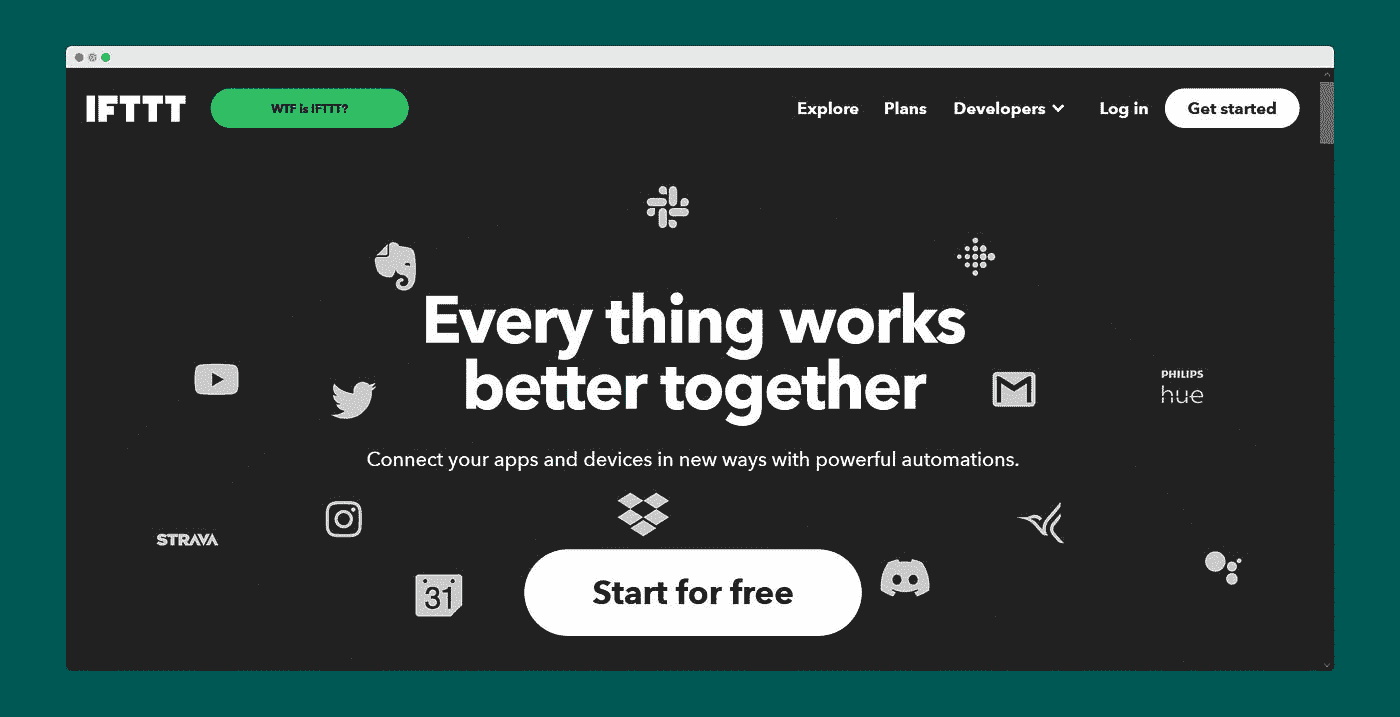 IFTTT
WTF is IFTTT?
Explore
Plans
Developers
Log in
Get started
Every thing works
better together
PHILIPS
hue
Connect your apps and devices in new ways with powerful automations.
STRAVA
31
Start for free